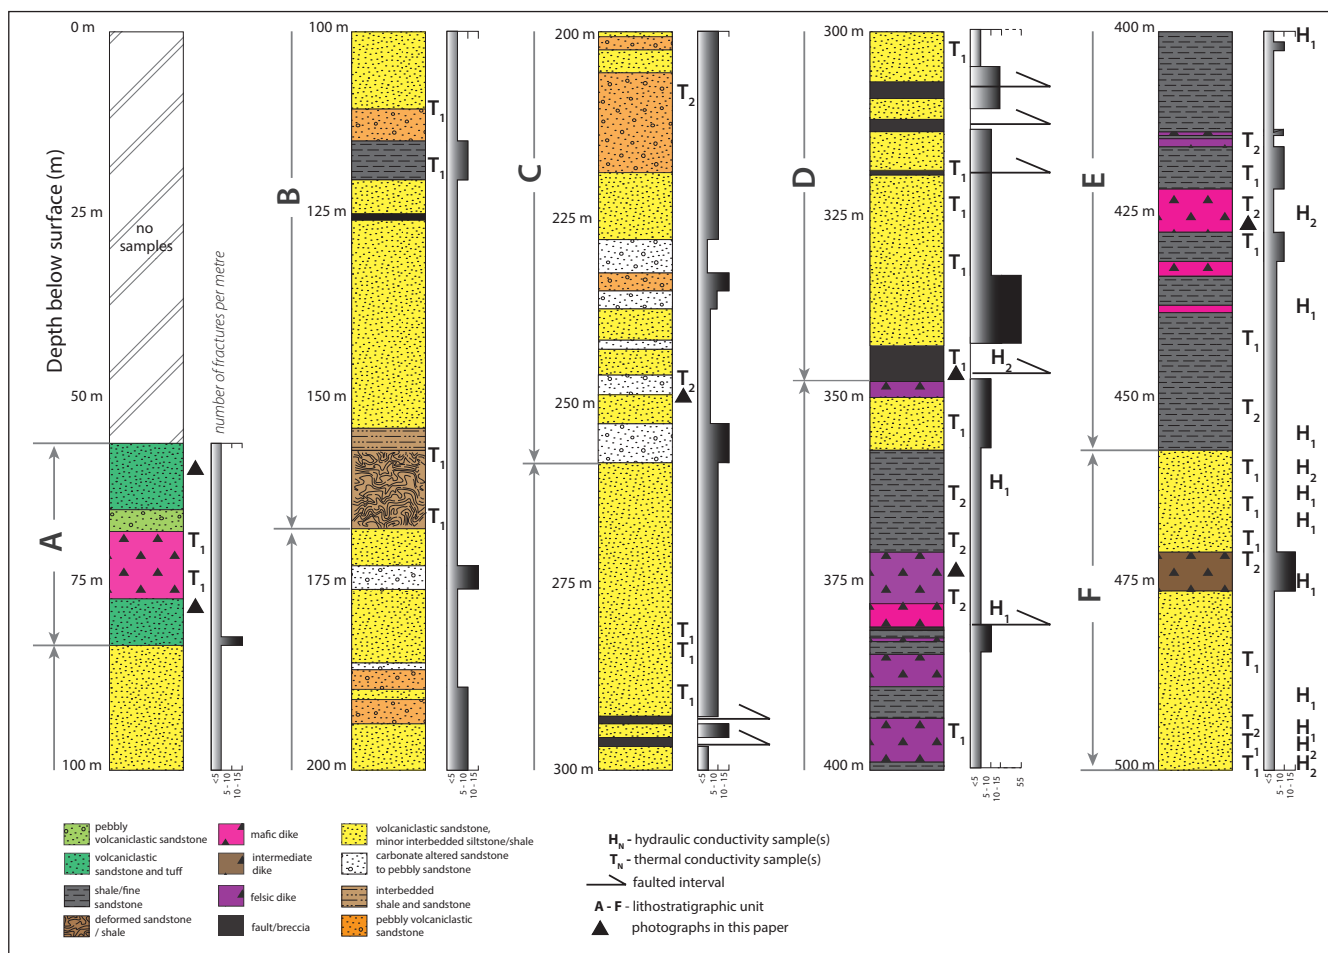 0 m
25 m
50 m
75 m
100 m
Depth below surface (m)
no
samples
number of fractures per metre
A
T1
T1
<5
5 - 10
10 - 15
100 m
125 m
150 m
175 m
200 m
B
T1
T1
T1
T1
<5
5 - 10
10 - 15
200 m
225 m
250 m
275 m
300 m
C
T2
T2
T1
T1
T1
<5
5 - 10
10 - 15
300 m
325 m
350 m
375 m
400 m
D
T1
T1
T1
T1
T1
H2
T1
T2
H1
T2
T2
H1
T1
<5
5 - 10
10 - 15
55
400 m
425 m
450 m
475 m
500 m
E
F
H1
T2
T1
T2
H2
T1
H1
T1
T2
H1
T1
H2
T1
H1
H1
T1
T2
H1
T1
H1
T2
H1
T1
H2
T1
H2
<5
5 - 10
10 - 15
pebbly
volcaniclastic sandstone
volcaniclastic
sandstone and tuff
shale/fine
sandstone
deformed sandstone
/ shale
mafic dike
intermediate
dike
felsic dike
fault/breccia
volcaniclastic sandstone,
minor interbedded siltstone/shale
carbonate altered sandstone
to pebbly sandstone
interbedded
shale and sandstone
pebbly volcaniclastic
sandstone
HN - hydraulic conductivity sample(s)
TN - thermal conductivity sample(s)
faulted interval
A - F - lithostratigraphic unit
photographs in this paper